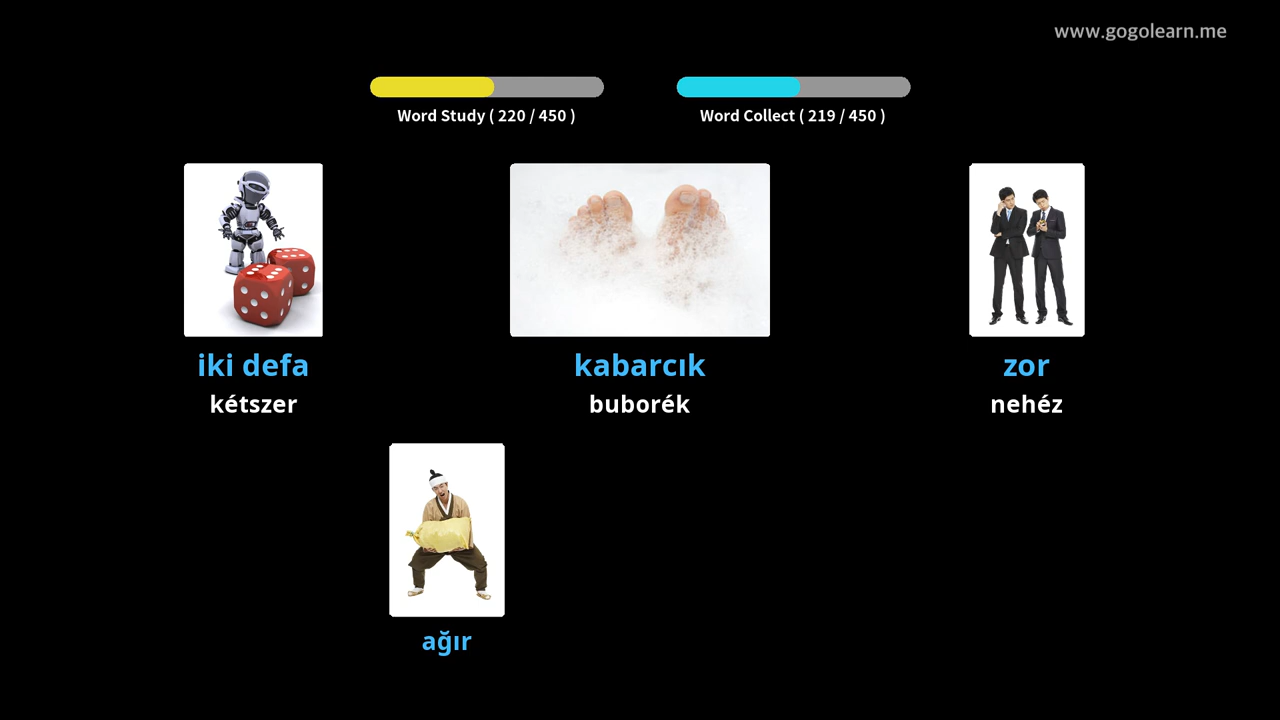 www.gogolearn.me
Word Study ( 220 / 450 )
Word Collect ( 219 / 450 )
iki defa
kétszer
kabarcık
buborék
zor
nehéz
ağır